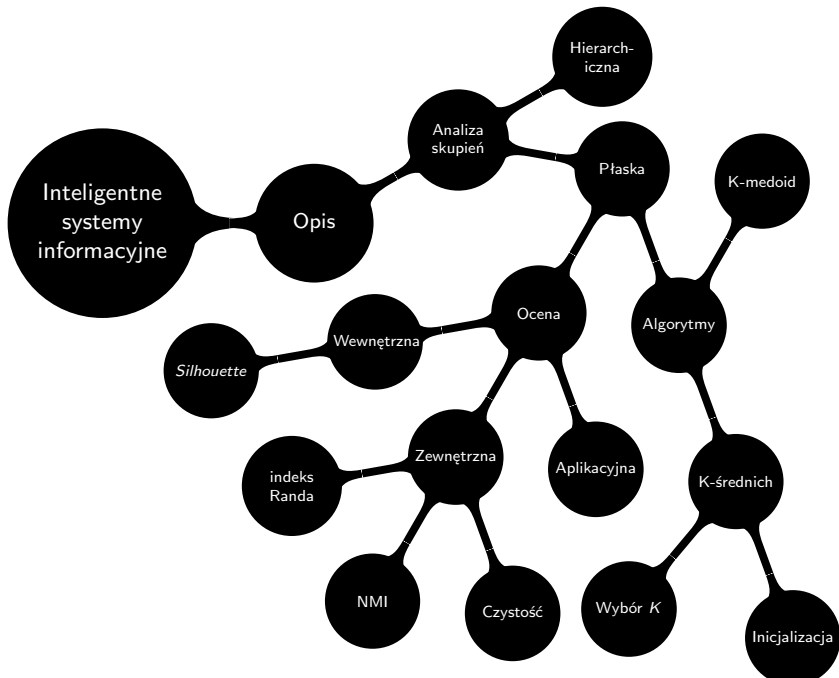 Hierarch-
iczna
Analiza
skupień
Płaska
K-medoid
Inteligentne
systemy
informacyjne
Opis
Ocena
Algorytmy
Wewnętrzna
Silhouette
Zewnętrzna
Aplikacyjna
indeks
Randa
K-średnich
NMI
Czystość
Wybór K
Inicjalizacja